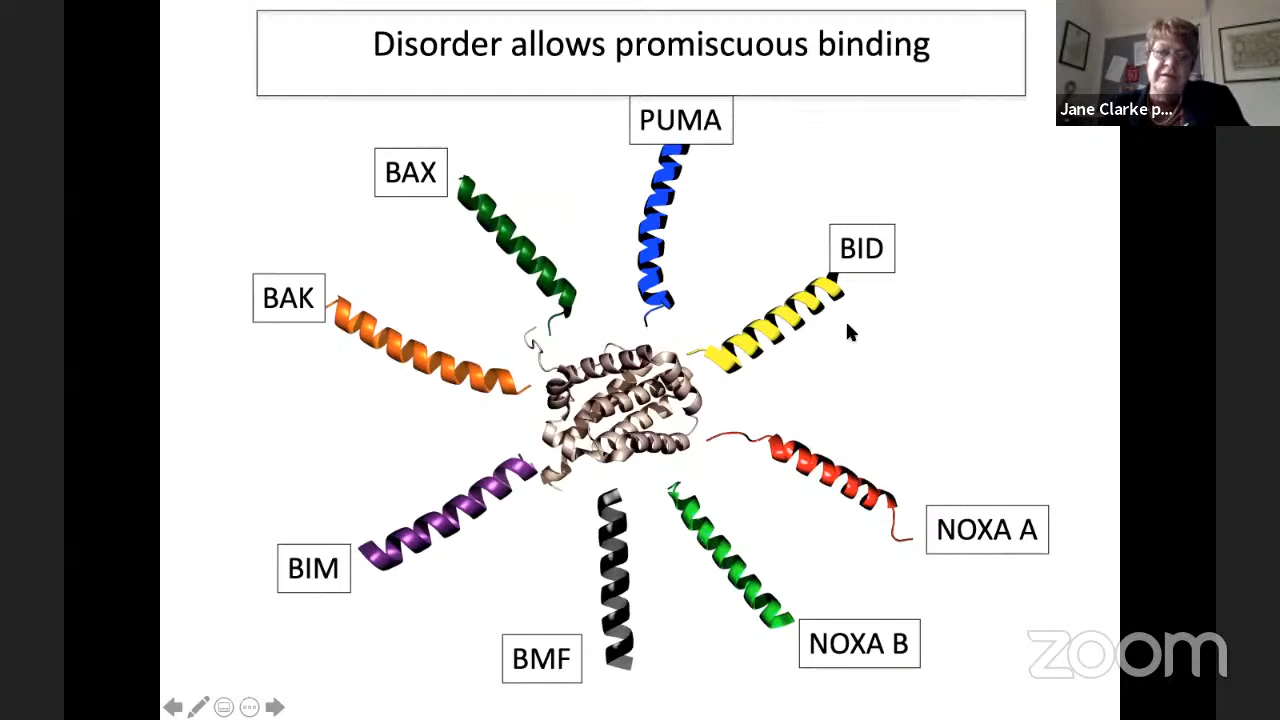 Disorder allows promiscuous binding
Jane Clarke p...
PUMA
BAX
BID
BAK
NOXA A
BIM
NOXA B
BMF
zoom